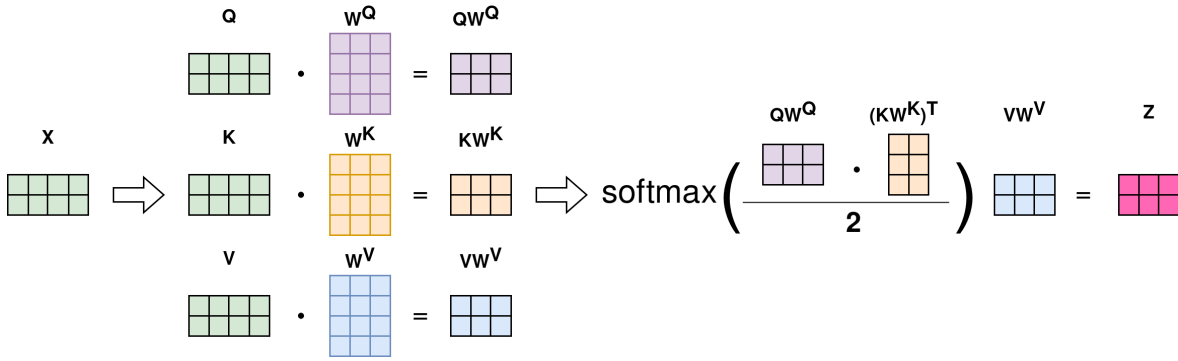 Q W^Q QW^Q
• =
X K W^K KW^K QW^Q (KW^K)^T VW^V Z
• = softmax( • ) =
2
V W^V VW^V
• =